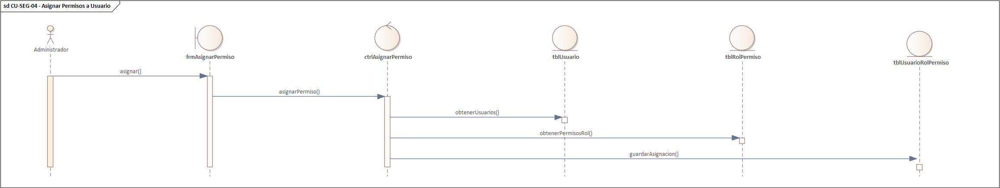 sd CU-SEG-04 - Asignar Permisos a Usuario
Administrador
frmAsignarPermiso
ctrlAsignarPermiso
tblUsuario
tblRolPermiso
tblUsuarioRolPermiso
asignar()
asignarPermiso()
obtenerUsuarios()
obtenerPermisosRol()
guardarAsignacion()